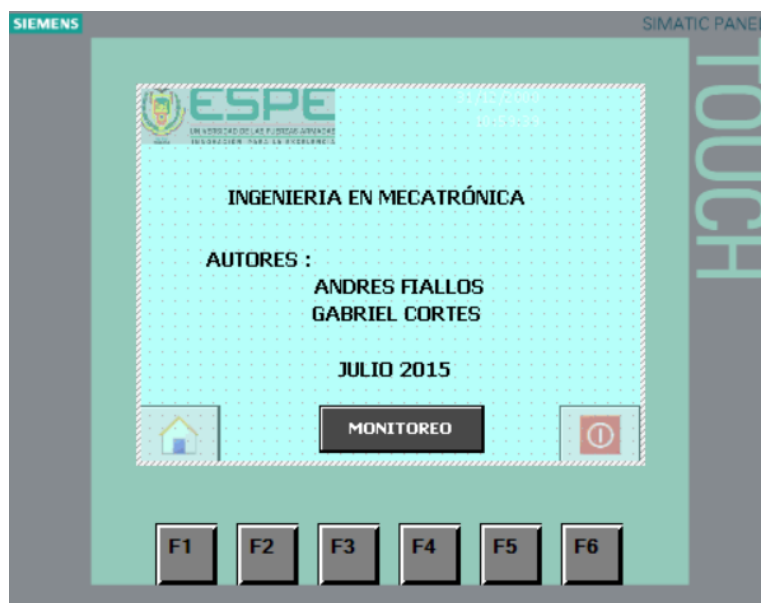 SIEMENS
SIMATIC PANEL
TOUCH
ESPE
UNIVERSIDAD DE LAS FUERZAS ARMADAS
INNOVACION PARA LA EXCELENCIA
INGENIERIA EN MECATRÓNICA
AUTORES :
ANDRES FIALLOS
GABRIEL CORTES
JULIO 2015
MONITOREO
F1 F2 F3 F4 F5 F6